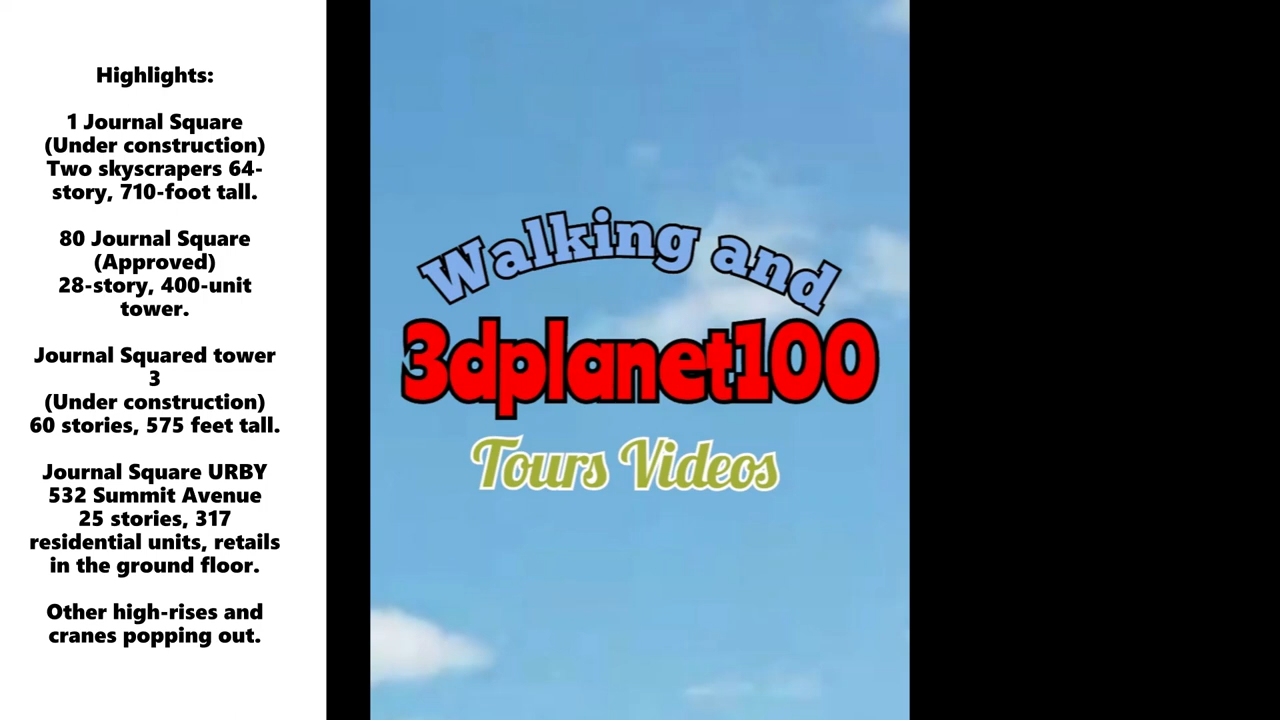 Highlights:
1 Journal Square
(Under construction)
Two skyscrapers 64-
story, 710-foot tall.
80 Journal Square
(Approved)
28-story, 400-unit
tower.
Journal Squared tower
3
(Under construction)
60 stories, 575 feet tall.
Journal Square URBY
532 Summit Avenue
25 stories, 317
residential units, retails
in the ground floor.
Other high-rises and
cranes popping out.
Walking and
3dplanet100
Tours Videos